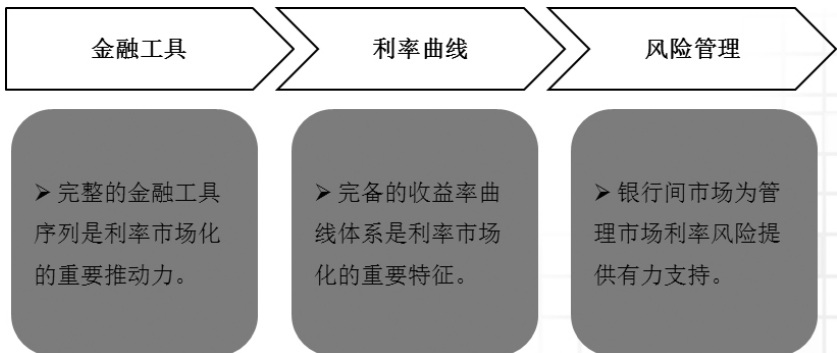 金融工具
利率曲线
风险管理
➢ 完整的金融工具
序列是利率市场化
的重要推动力。
➢ 完备的收益率曲
线体系是利率市场
化的重要特征。
➢ 银行间市场为管
理市场利率风险提
供有力支持。